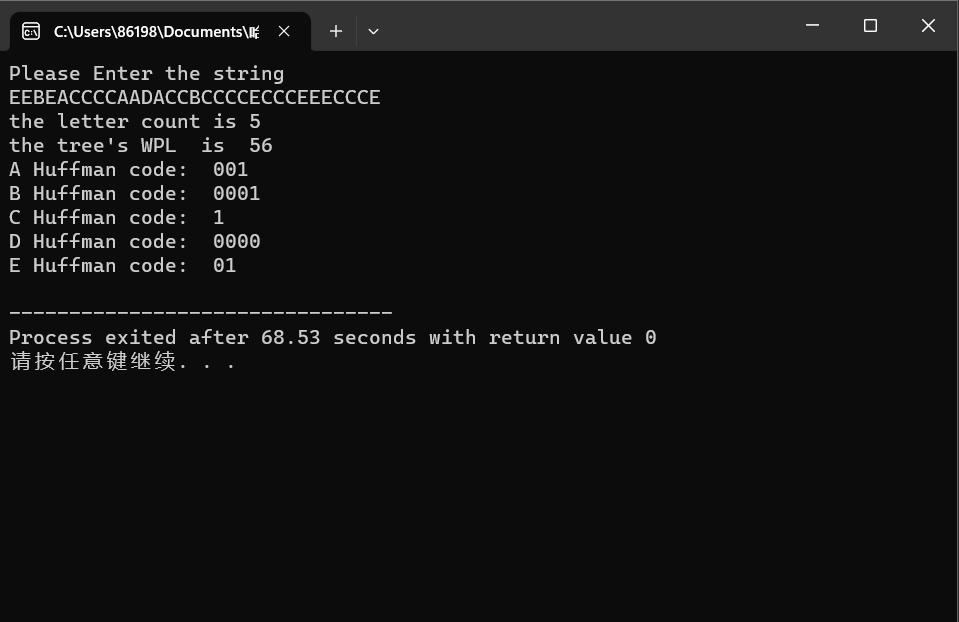 C:\Users\86198\Documents\哈
Please Enter the string
EEBEACCCCAADACCBCCCCECCCEEECCCE
the letter count is 5
the tree's WPL  is  56
A Huffman code:  001
B Huffman code:  0001
C Huffman code:  1
D Huffman code:  0000
E Huffman code:  01
--------------------------------
Process exited after 68.53 seconds with return value 0
请按任意键继续. . .